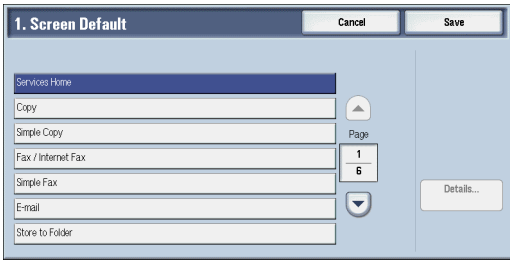 1. Screen Default
Cancel
Save
Services Home
Copy
Simple Copy
Fax / Internet Fax
Simple Fax
E-mail
Store to Folder
Page
1
6
Details...